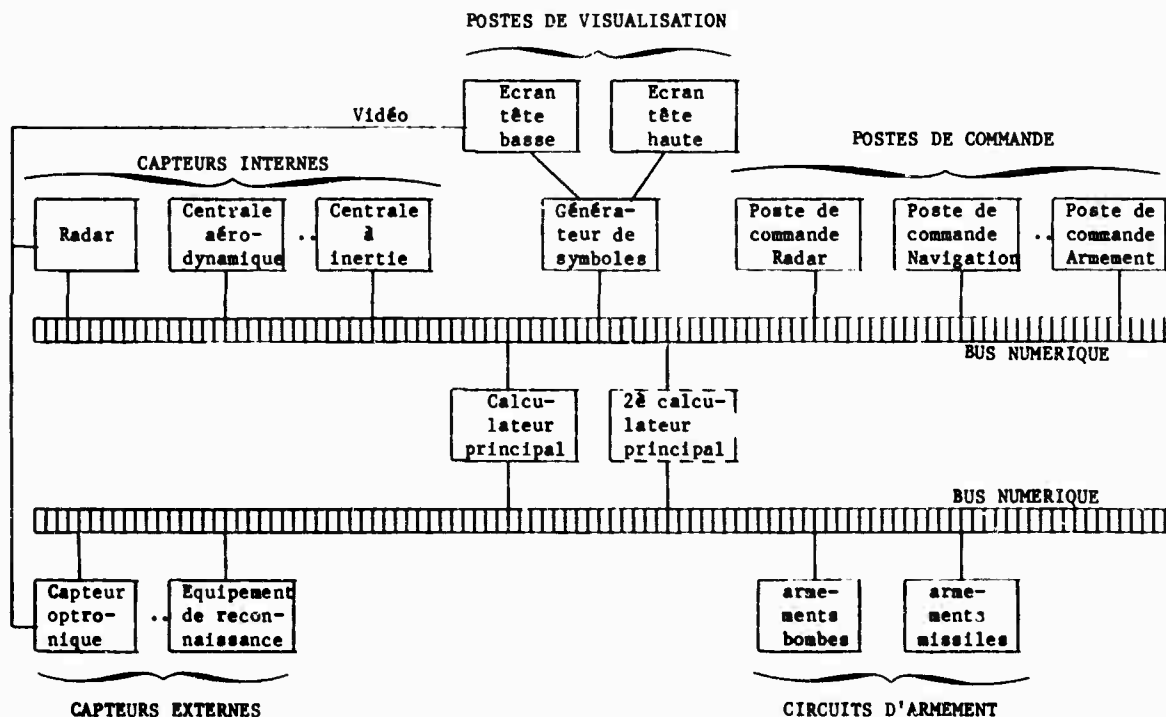 POSTES DE VISUALISATION
Ecran
tête
basse
Ecran
tête
haute
Vidéo
POSTES DE COMMANDE
CAPTEURS INTERNES
Radar
Centrale
aéro-
dynamique
..
Centrale
à
inertie
Généra-
teur de
symboles
Poste de
commande
Radar
Poste de
commande
Navigation
..
Poste de
commande
Armement
BUS NUMERIQUE
Calcu-
lateur
principal
2è calcu-
lateur
principal
BUS NUMERIQUE
Capteur
optro-
nique
..
Equipement
de recon-
naissance
arme-
ments
bombes
arme-
ments
missiles
CAPTEURS EXTERNES
CIRCUITS D'ARMEMENT